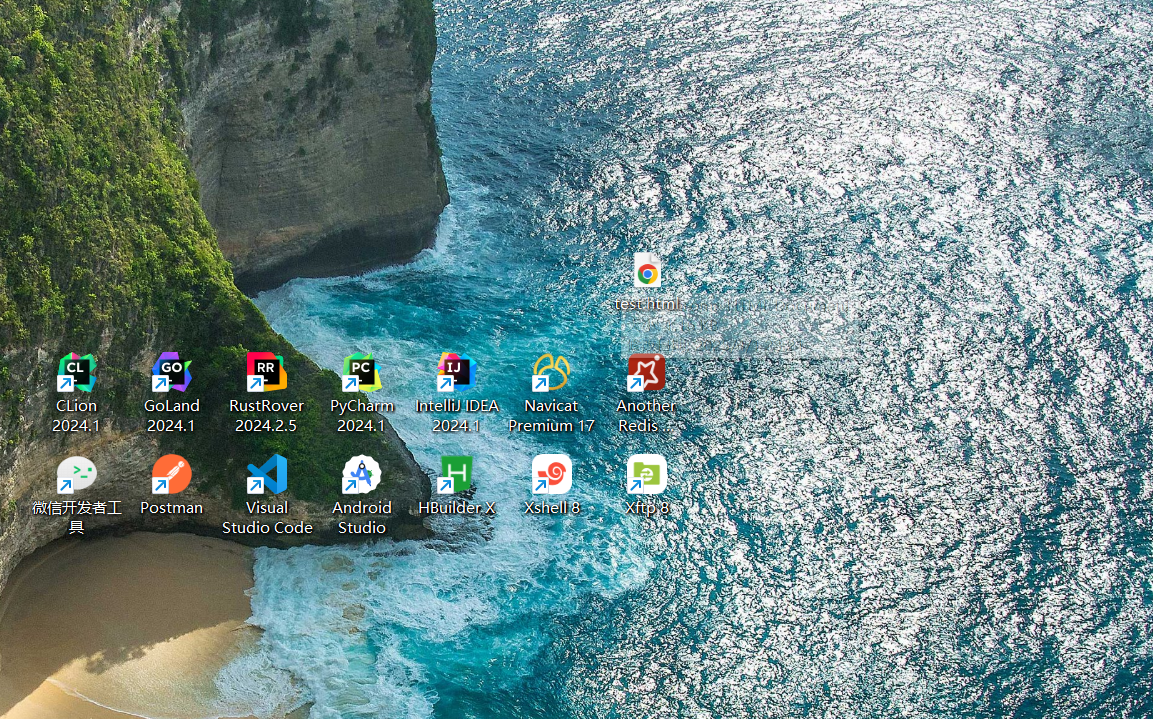 test.html
CL
GO
RR
PC
IJ
CLion
2024.1
GoLand
2024.1
RustRover
2024.2.5
PyCharm
2024.1
IntelliJ IDEA
2024.1
Navicat
Premium 17
Another
Redis ...
H
微信开发者工
具
Postman
Visual
Studio Code
Android
Studio
HBuilder X
Xshell 8
Xftp 8